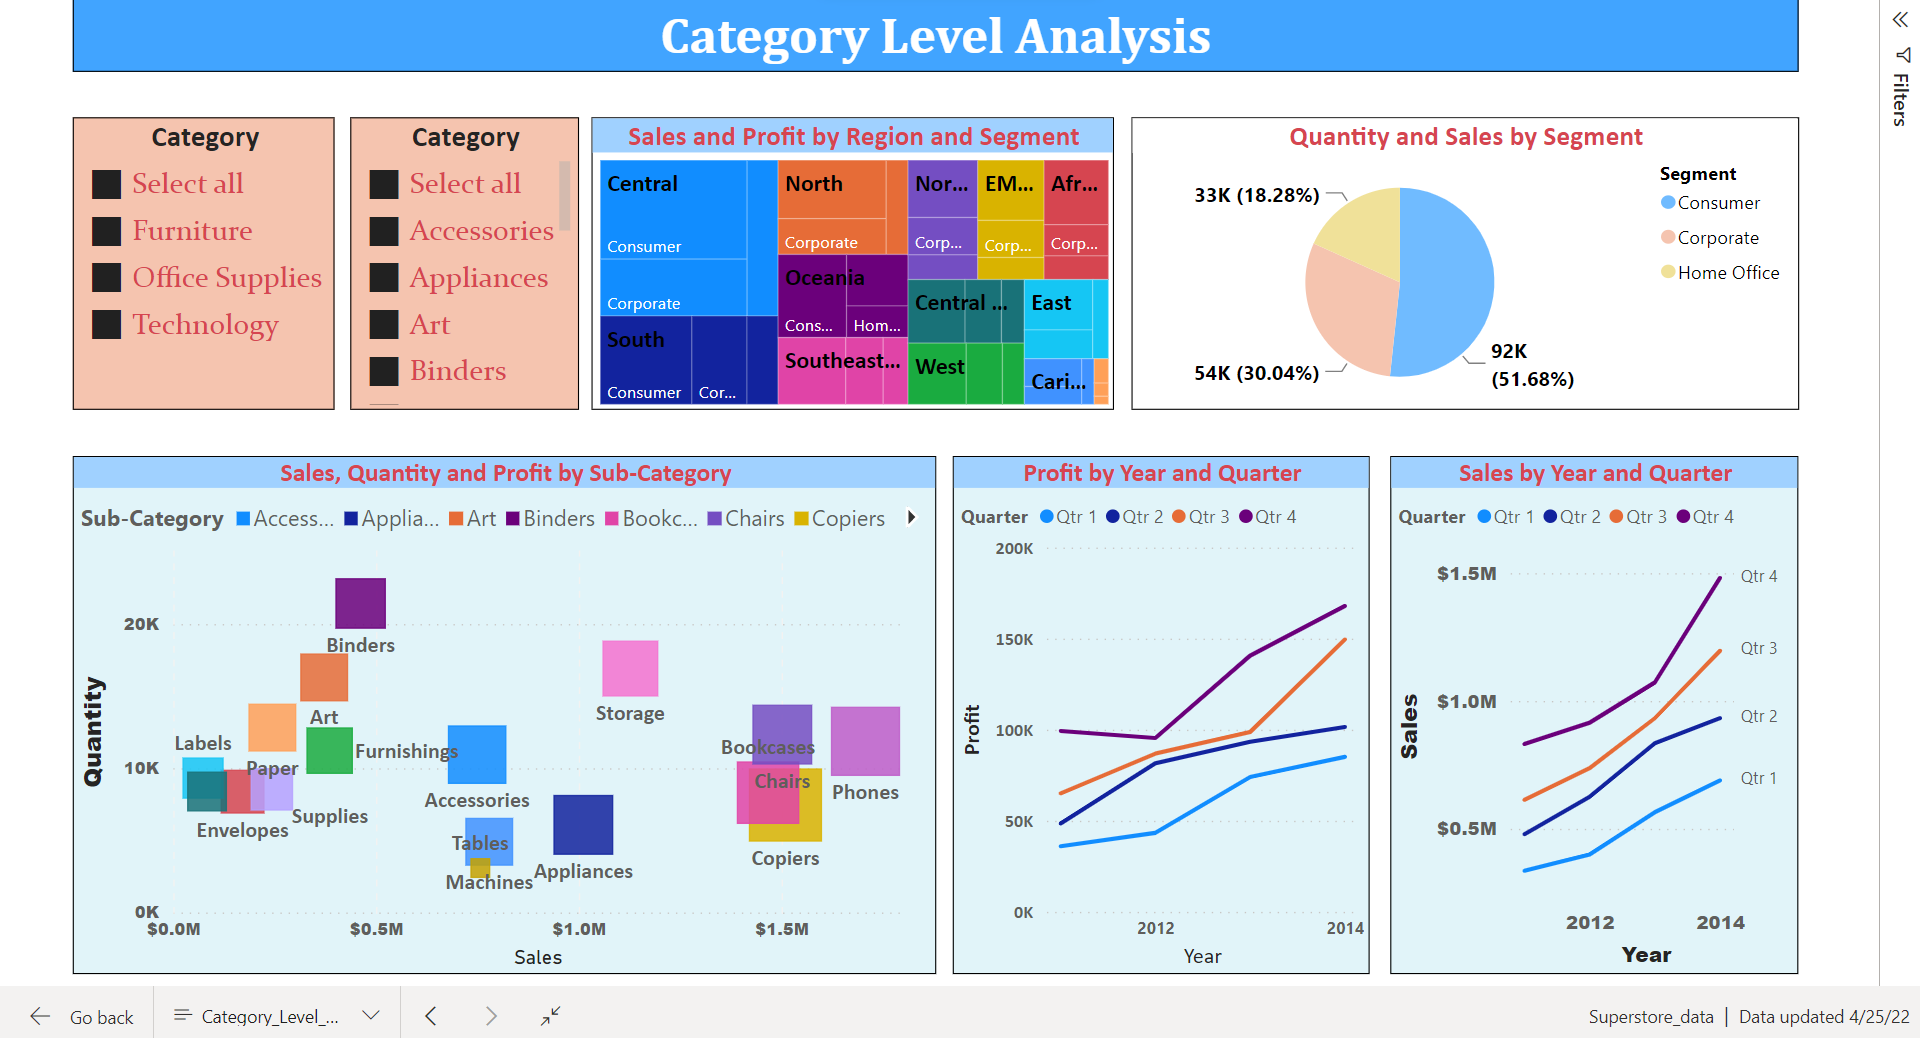 Category Level Analysis
Filters
Category
Select all
Furniture
Office Supplies
Technology
Category
Select all
Accessories
Appliances
Art
Binders
Sales and Profit by Region and Segment
Central
Consumer
Corporate
South
Consumer
Cor...
North
Corporate
Oceania
Cons...
Hom...
Southeast...
Nor...
Corp...
EM...
Corp...
Afr...
Corp...
Central ...
East
West
Cari...
Quantity and Sales by Segment
33K (18.28%)
54K (30.04%)
92K
(51.68%)
Segment
Consumer
Corporate
Home Office
Sales, Quantity and Profit by Sub-Category
Sub-Category Access... Applia... Art Binders Bookc... Chairs Copiers
Quantity
20K
10K
0K
Binders
Art
Labels
Paper
Furnishings
Envelopes
Supplies
Accessories
Tables
Machines
Appliances
Storage
Bookcases
Chairs
Phones
Copiers
$0.0M $0.5M $1.0M $1.5M
Sales
Profit by Year and Quarter
Quarter Qtr 1 Qtr 2 Qtr 3 Qtr 4
Profit
200K
150K
100K
50K
0K
2012 2014
Year
Sales by Year and Quarter
Quarter Qtr 1 Qtr 2 Qtr 3 Qtr 4
Sales
$1.5M
$1.0M
$0.5M
Qtr 4
Qtr 3
Qtr 2
Qtr 1
2012 2014
Year
Go back
Category_Level_...
Superstore_data | Data updated 4/25/22